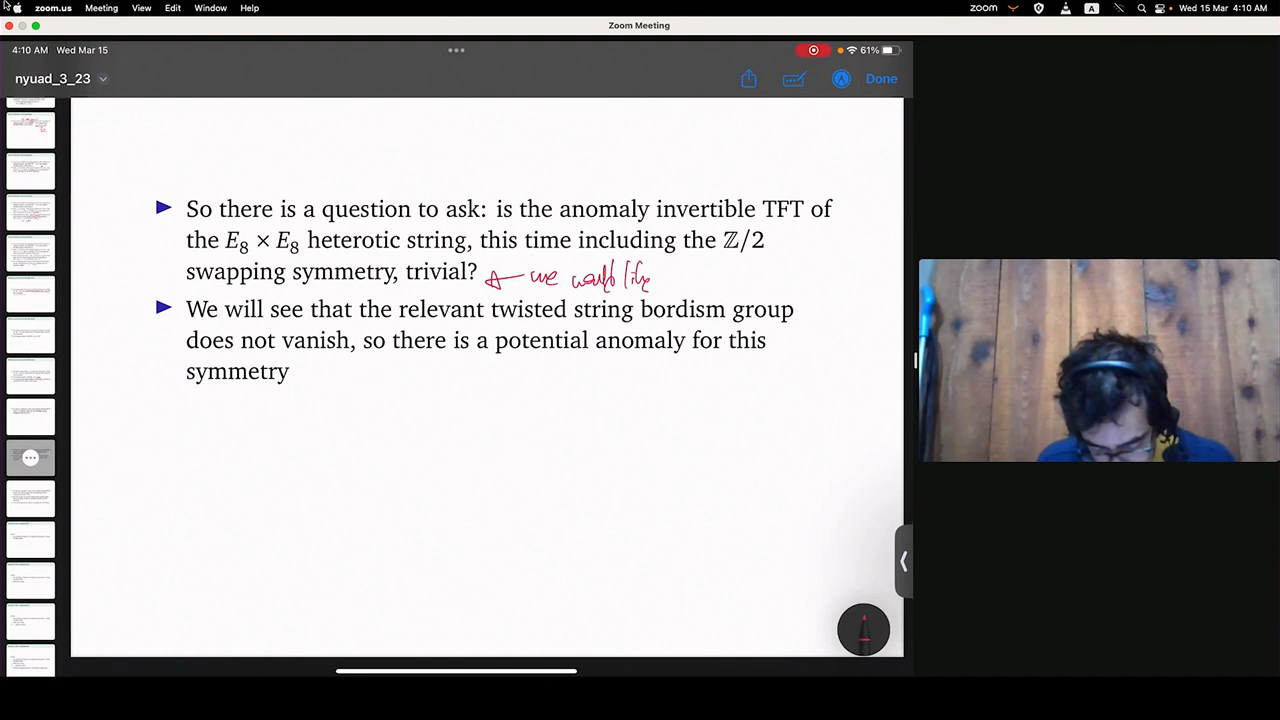 zoom.us Meeting View Edit Window Help zoom A Wed 15 Mar 4:10 AM
Zoom Meeting
4:10 AM Wed Mar 15 61%
nyuad_3_23 Done
So there is a question to ask: is the anomaly invertible TFT of
the E₈ × E₈ heterotic string, this time including the ℤ/2
swapping symmetry, trivial? we would like
We will see that the relevant twisted string bordism group
does not vanish, so there is a potential anomaly for this
symmetry